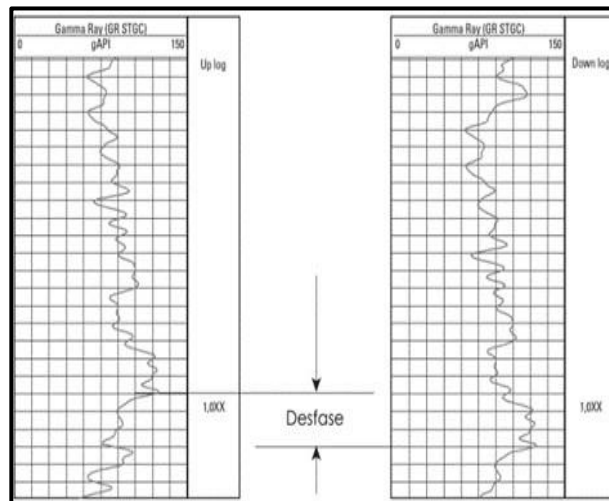 Gamma Ray (GR STGC)
0 gAPI 150
Up log
1,0XX
Desfase
Gamma Ray (GR STGC)
0 gAPI 150
Down log
1,0XX